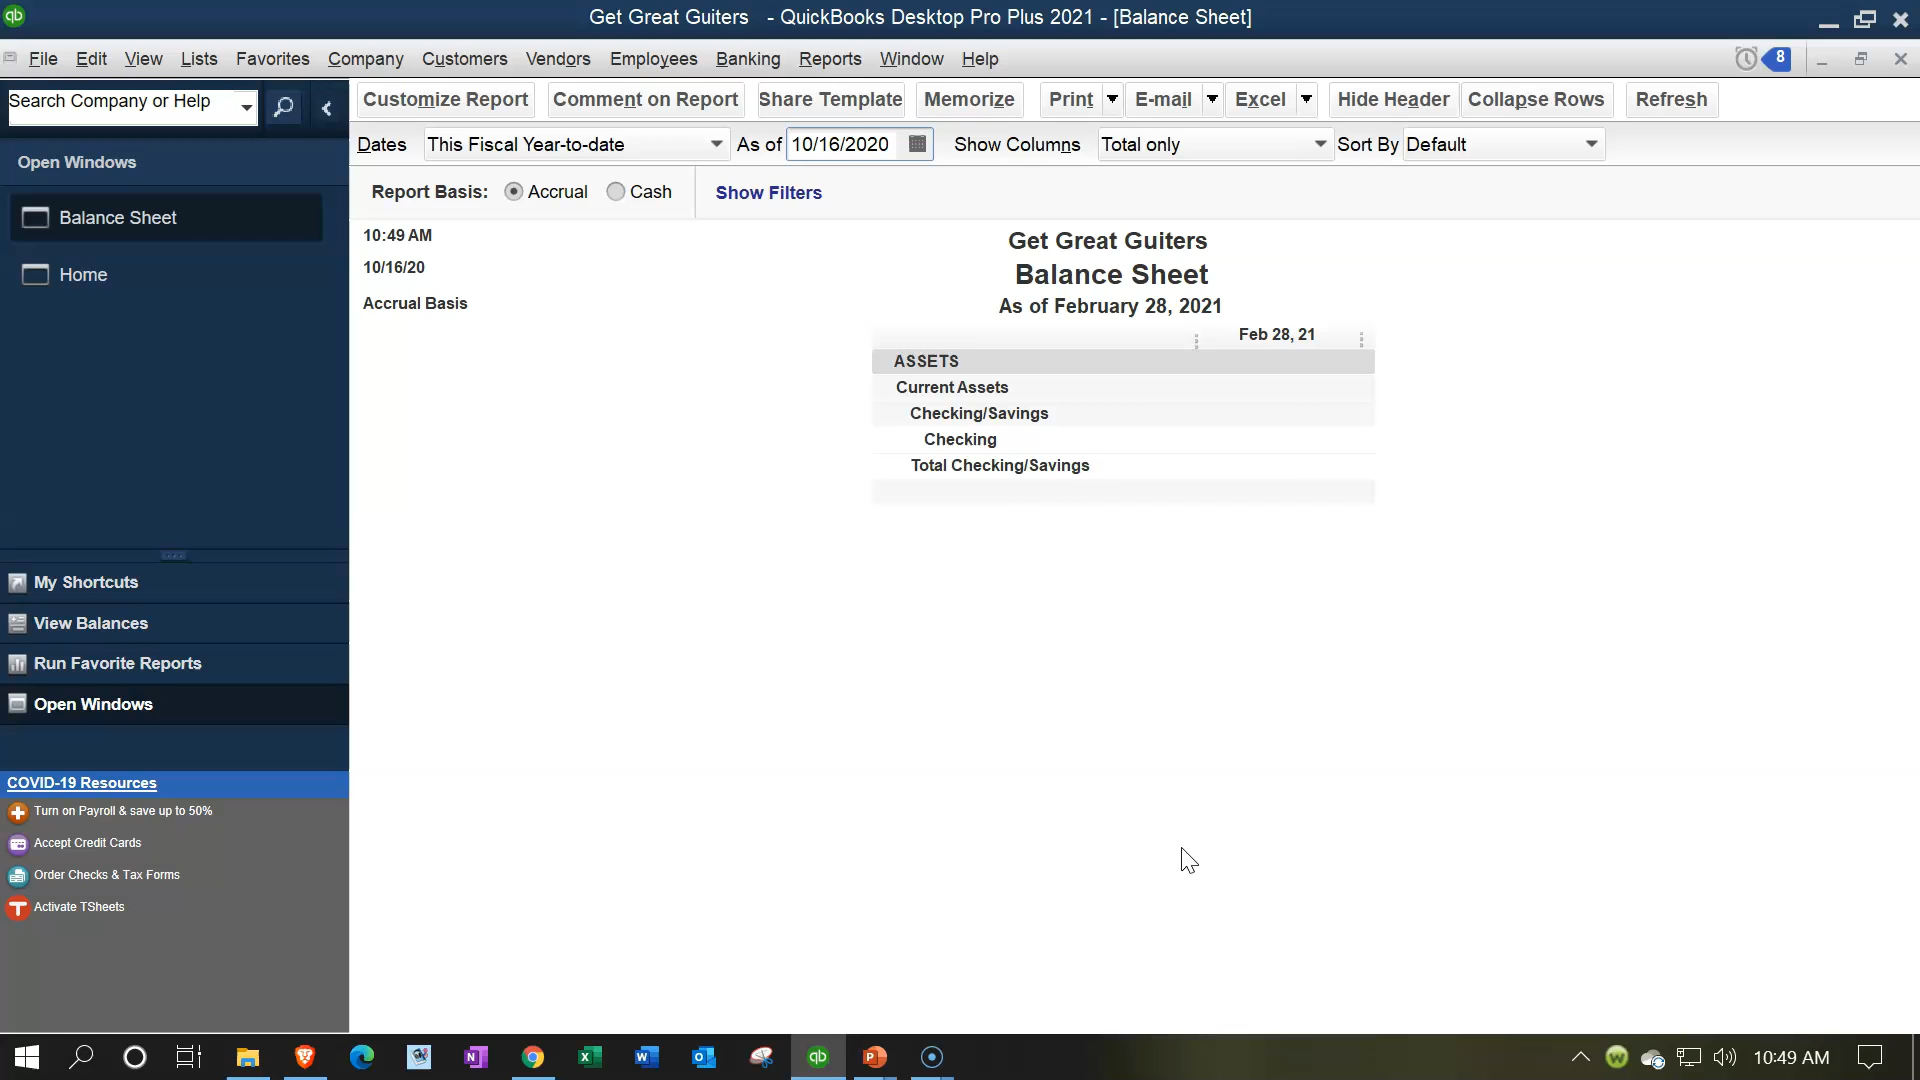 qb
Get Great Guiters - QuickBooks Desktop Pro Plus 2021 - [Balance Sheet]
File Edit View Lists Favorites Company Customers Vendors Employees Banking Reports Window Help
8
Search Company or Help
Customize Report Comment on Report Share Template Memorize Print E-mail Excel Hide Header Collapse Rows Refresh
Dates This Fiscal Year-to-date As of 10/16/2020 Show Columns Total only Sort By Default
Report Basis: Accrual Cash Show Filters
Open Windows
Balance Sheet
Home
My Shortcuts
View Balances
Run Favorite Reports
Open Windows
COVID-19 Resources
Turn on Payroll & save up to 50%
Accept Credit Cards
Order Checks & Tax Forms
Activate TSheets
10:49 AM
10/16/20
Accrual Basis
Get Great Guiters
Balance Sheet
As of February 28, 2021
Feb 28, 21
ASSETS
Current Assets
Checking/Savings
Checking
Total Checking/Savings
10:49 AM